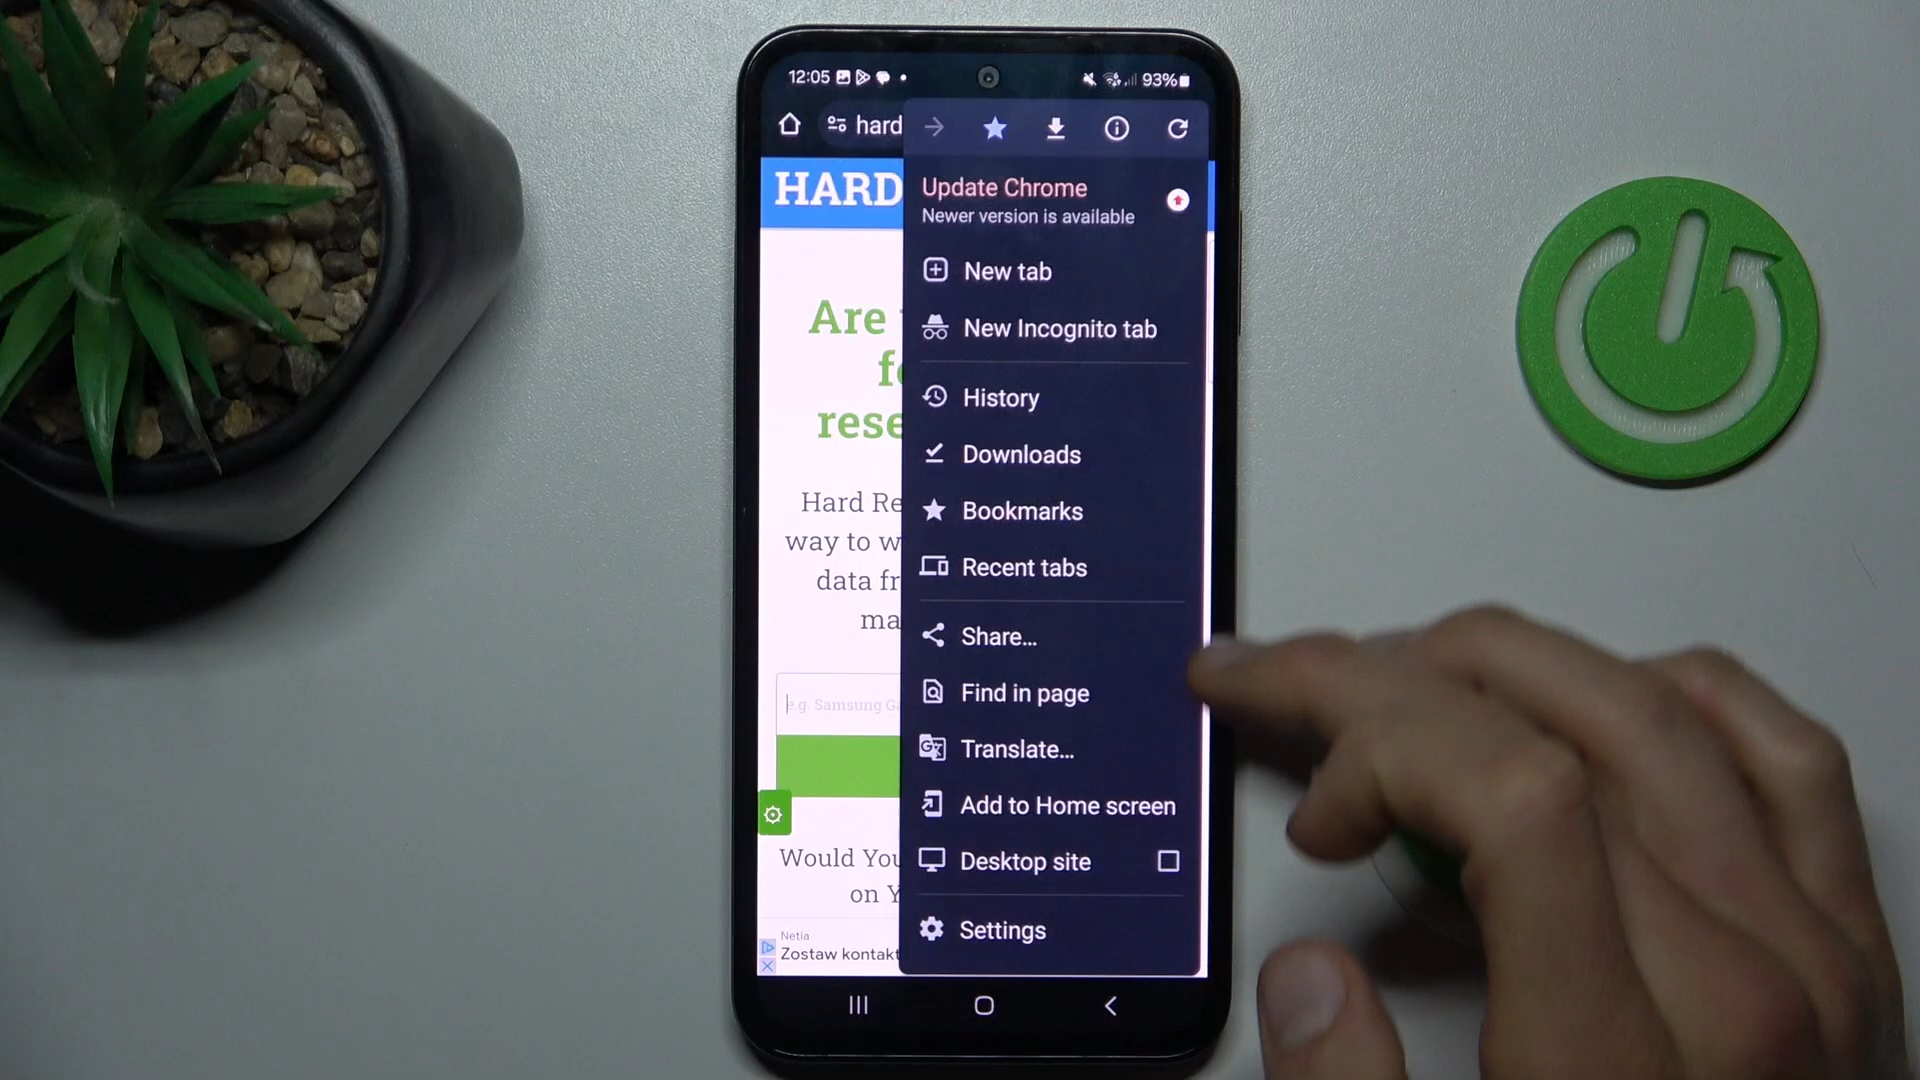 12:05
93%
hard
HARD
Update Chrome
Newer version is available
New tab
New Incognito tab
History
Downloads
Bookmarks
Recent tabs
Share...
Find in page
Translate...
Add to Home screen
Desktop site
Settings
Are
rese
Hard Re
way to w
data fr
ma
e.g. Samsung Ga
Would You
on Y
Netia
Zostaw kontakt